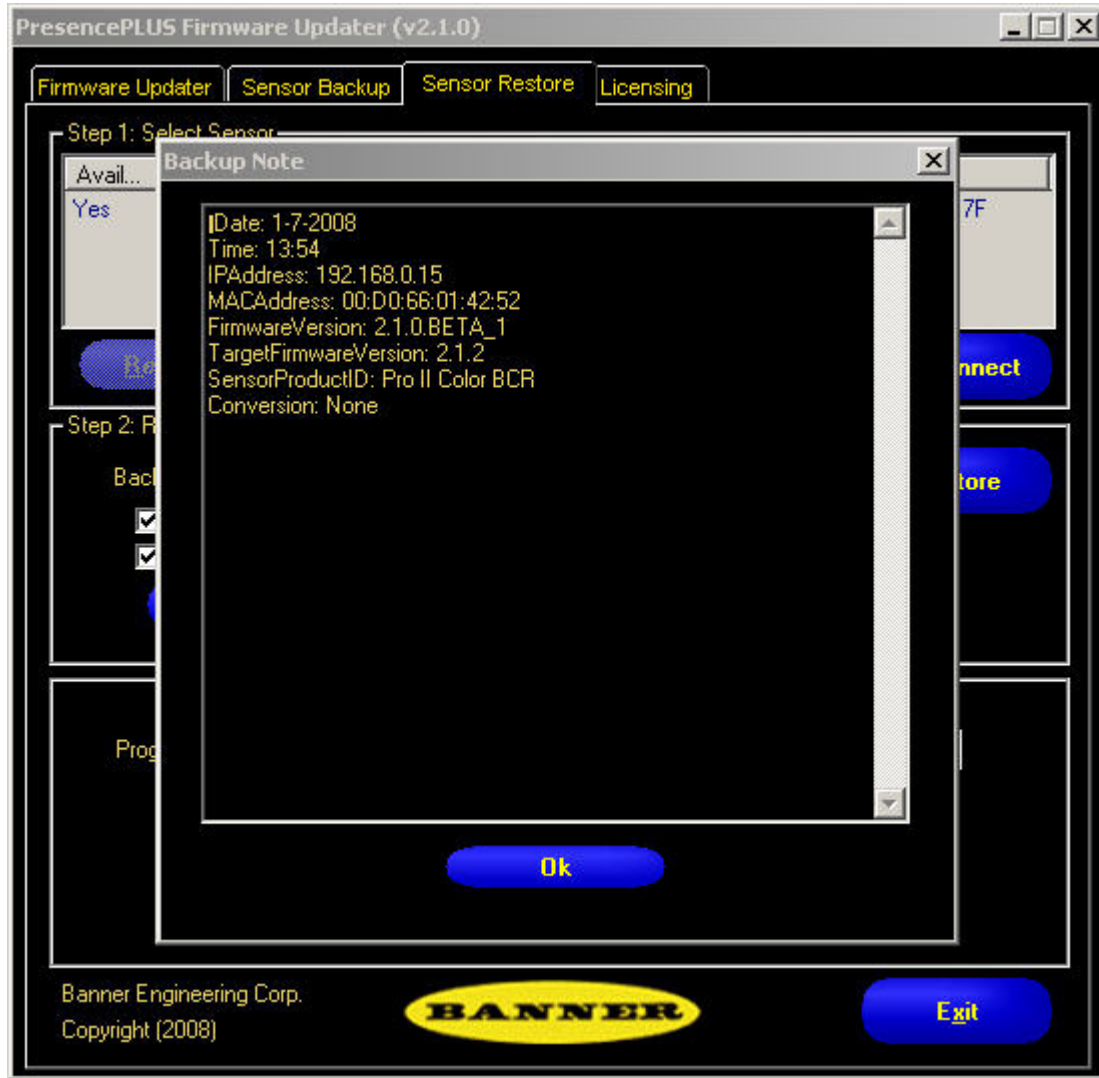 PresencePLUS Firmware Updater (v2.1.0)
Firmware Updater Sensor Backup Sensor Restore Licensing
Step 1: Select Sensor
Backup Note
Avail...
Yes 7F
Date: 1-7-2008
Time: 13:54
IPAddress: 192.168.0.15
MACAddress: 00:D0:66:01:42:52
FirmwareVersion: 2.1.0.BETA_1
TargetFirmwareVersion: 2.1.2
SensorProductID: Pro II Color BCR
Conversion: None
nnect
Step 2: R
Back
tore
Prog
Ok
Banner Engineering Corp.
Copyright (2008)
BANNER
Exit